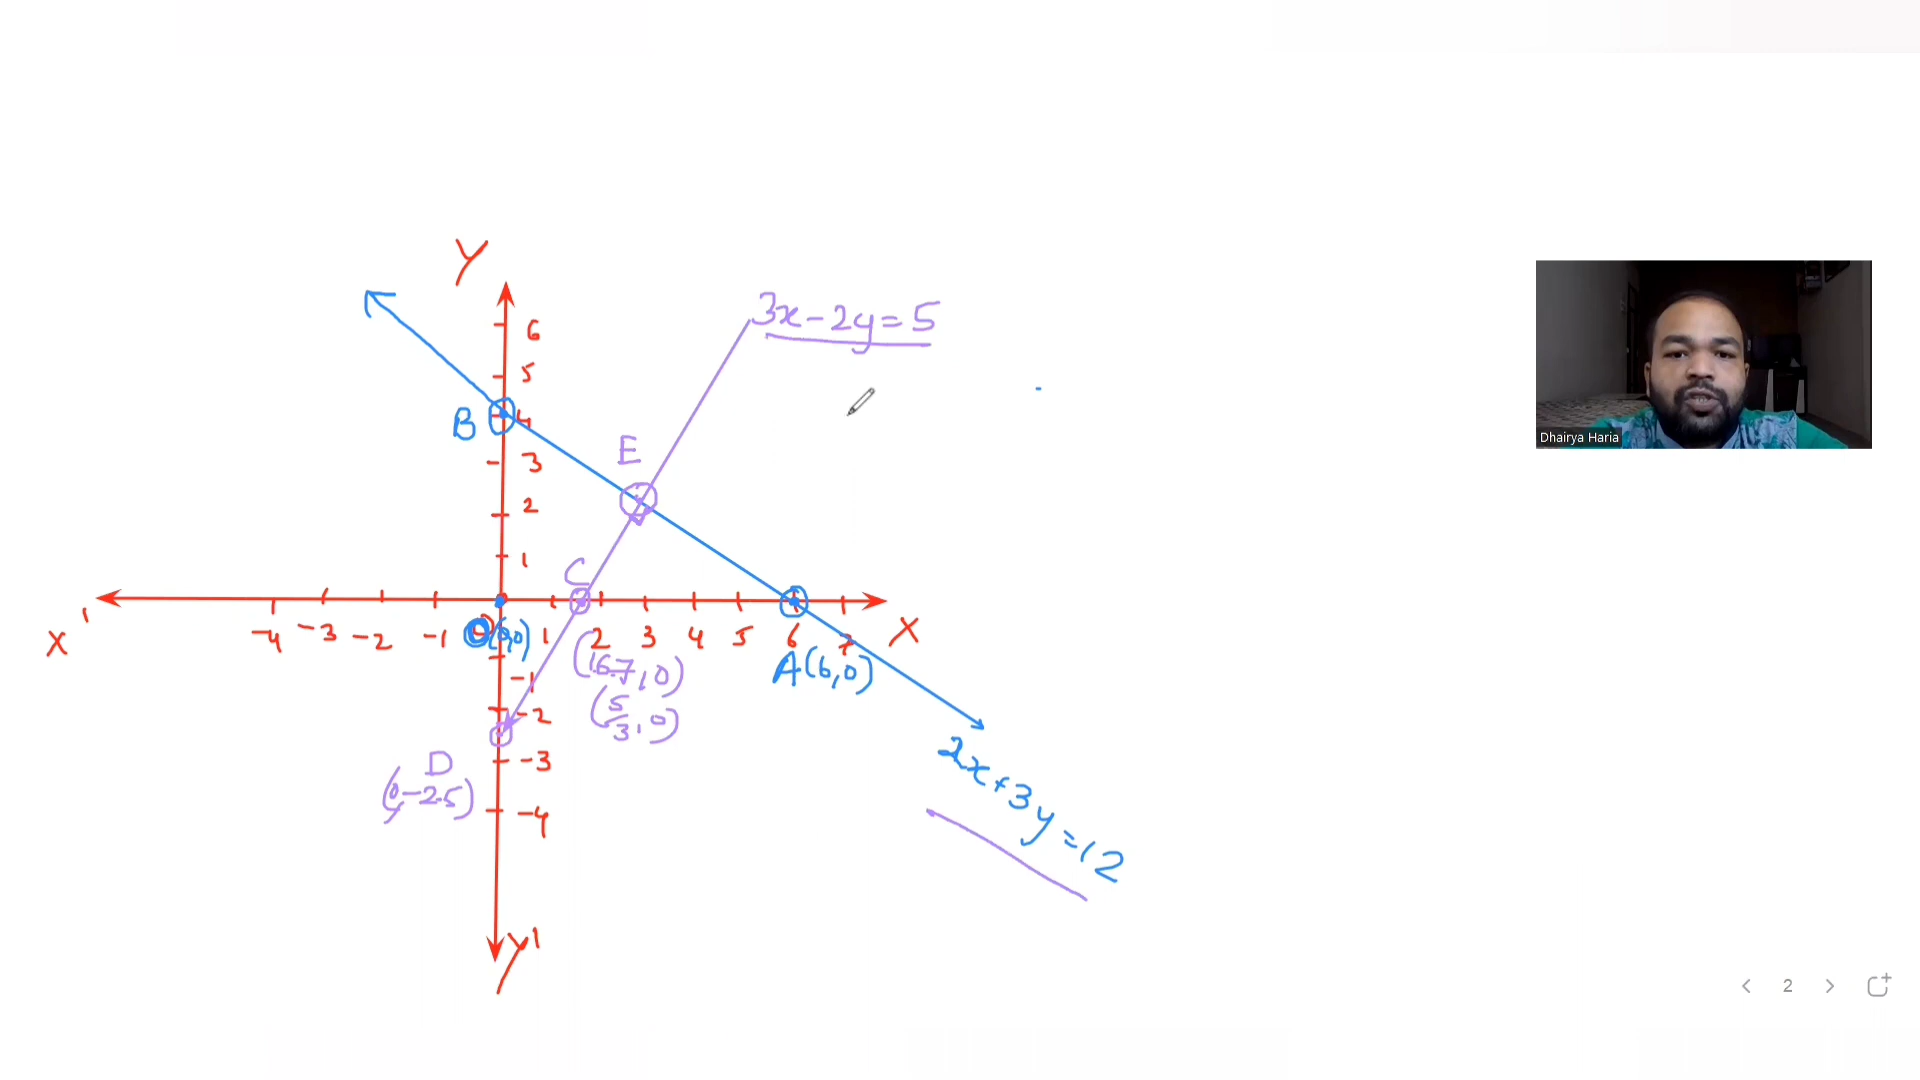 Y
3x-2y=5
6
5
B
4
E
3
2
1
C
X'
-4 -3 -2 -1 O(0,0) 1 2 3 4 5 6 7 X
(1.67,0)
A(6,0)
-1
(5/3,0)
-2
D
-3
(0,-2.5)
-4
2x+3y=12
Y'
Dhairya Haria
2